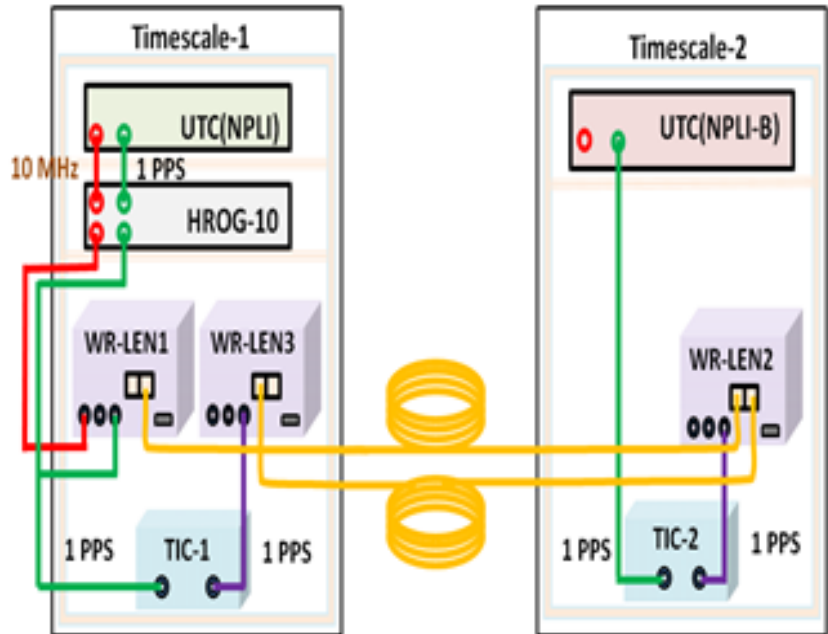 Timescale-1
UTC(NPLI)
10 MHz
1 PPS
HROG-10
WR-LEN1
WR-LEN3
1 PPS
TIC-1
1 PPS
Timescale-2
UTC(NPLI-B)
WR-LEN2
1 PPS
TIC-2
1 PPS